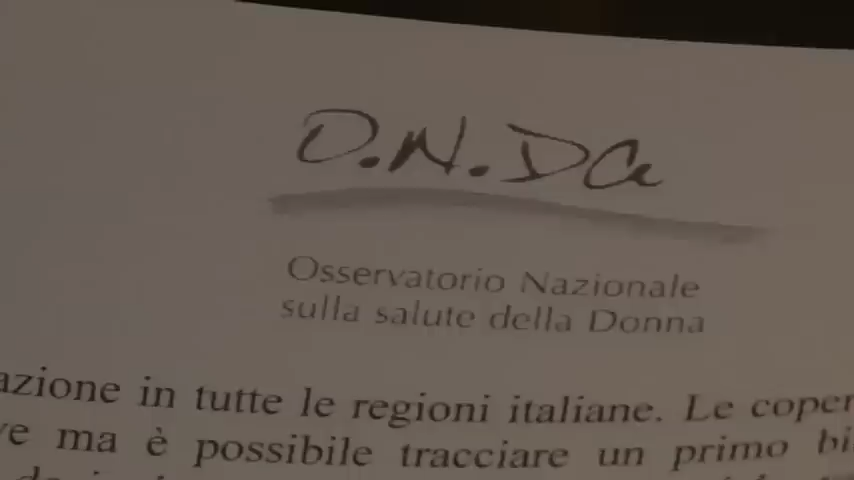 O.N.Da
Osservatorio Nazionale
sulla salute della Donna
azione in tutte le regioni italiane. Le coper
ve ma è possibile tracciare un primo bi